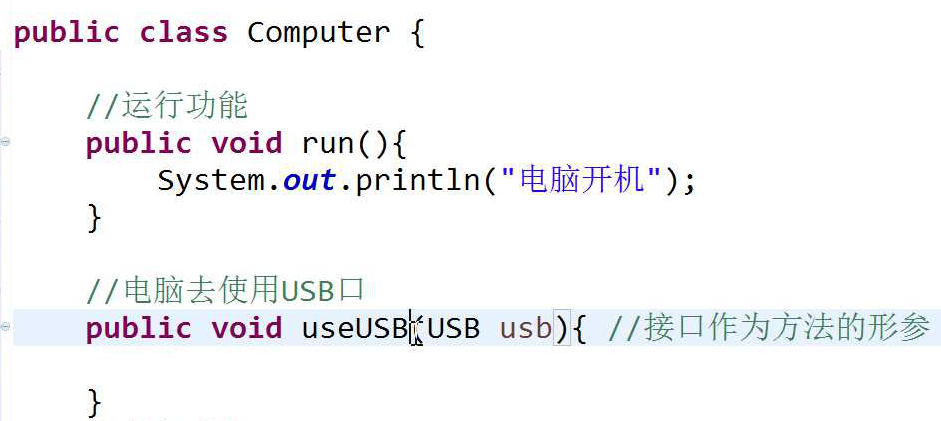 public class Computer {
//运行功能
public void run(){
System.out.println("电脑开机");
}
//电脑去使用USB口
public void useUSB(USB usb){ //接口作为方法的形参
}